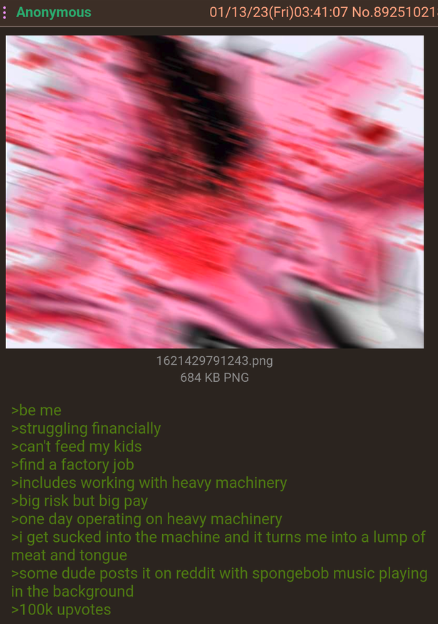 Anonymous 01/13/23(Fri)03:41:07 No.89251021
1621429791243.png
684 KB PNG
>be me
>struggling financially
>can't feed my kids
>find a factory job
>includes working with heavy machinery
>big risk but big pay
>one day operating on heavy machinery
>i get sucked into the machine and it turns me into a lump of
meat and tongue
>some dude posts it on reddit with spongebob music playing
in the background
>100k upvotes